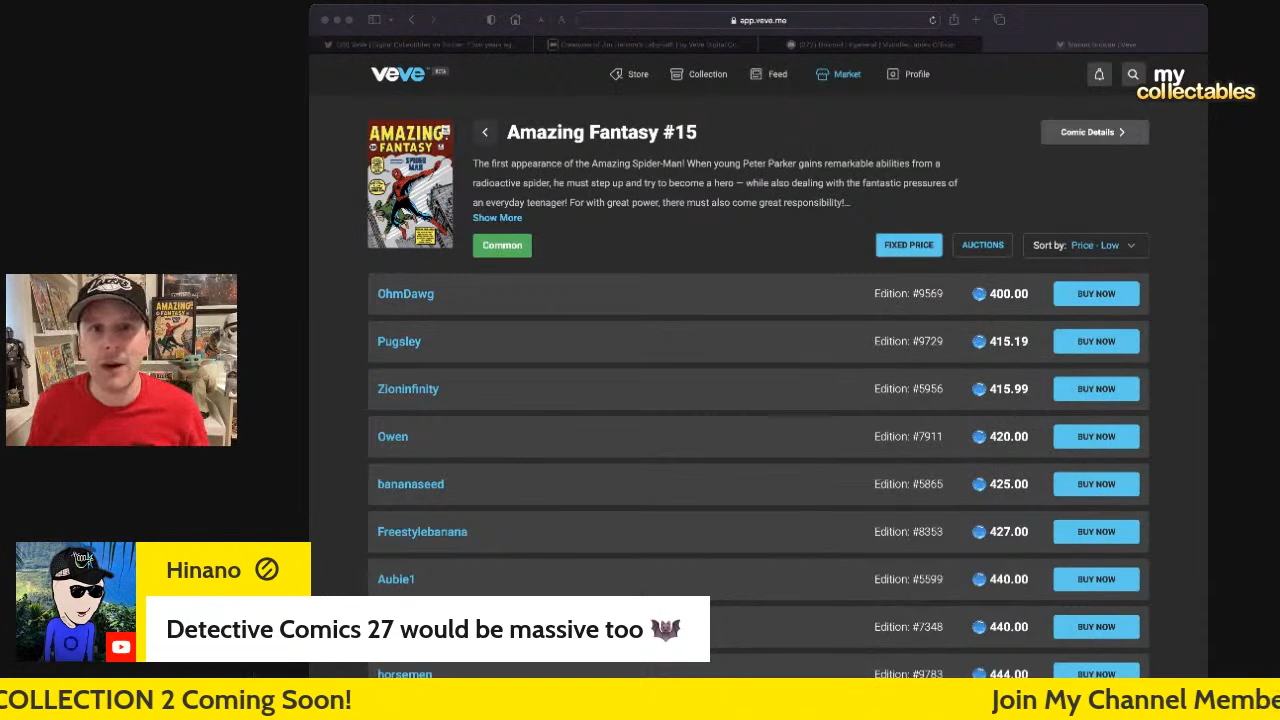 app.veve.me
veve BETA
Store
Collection
Feed
Market
Profile
my
collectables
AMAZING
FANTASY
Amazing Fantasy #15
Comic Details
The first appearance of the Amazing Spider-Man! When young Peter Parker gains remarkable abilities from a
radioactive spider, he must step up and try to become a hero — while also dealing with the fantastic pressures of
an everyday teenager! For with great power, there must also come great responsibility!...
Show More
Common
FIXED PRICE
AUCTIONS
Sort by: Price - Low
OhmDawg Edition: #9569 400.00 BUY NOW
Pugsley Edition: #9729 415.19 BUY NOW
Zioninfinity Edition: #5956 415.99 BUY NOW
Owen Edition: #7911 420.00 BUY NOW
bananaseed Edition: #5865 425.00 BUY NOW
Freestylebanana Edition: #8353 427.00 BUY NOW
Aubie1 Edition: #5599 440.00 BUY NOW
#7348 440.00 BUY NOW
horsemen Edition: #9783 444.00 BUY NOW
Hinano
Detective Comics 27 would be massive too
COLLECTION 2 Coming Soon!
Join My Channel Membe